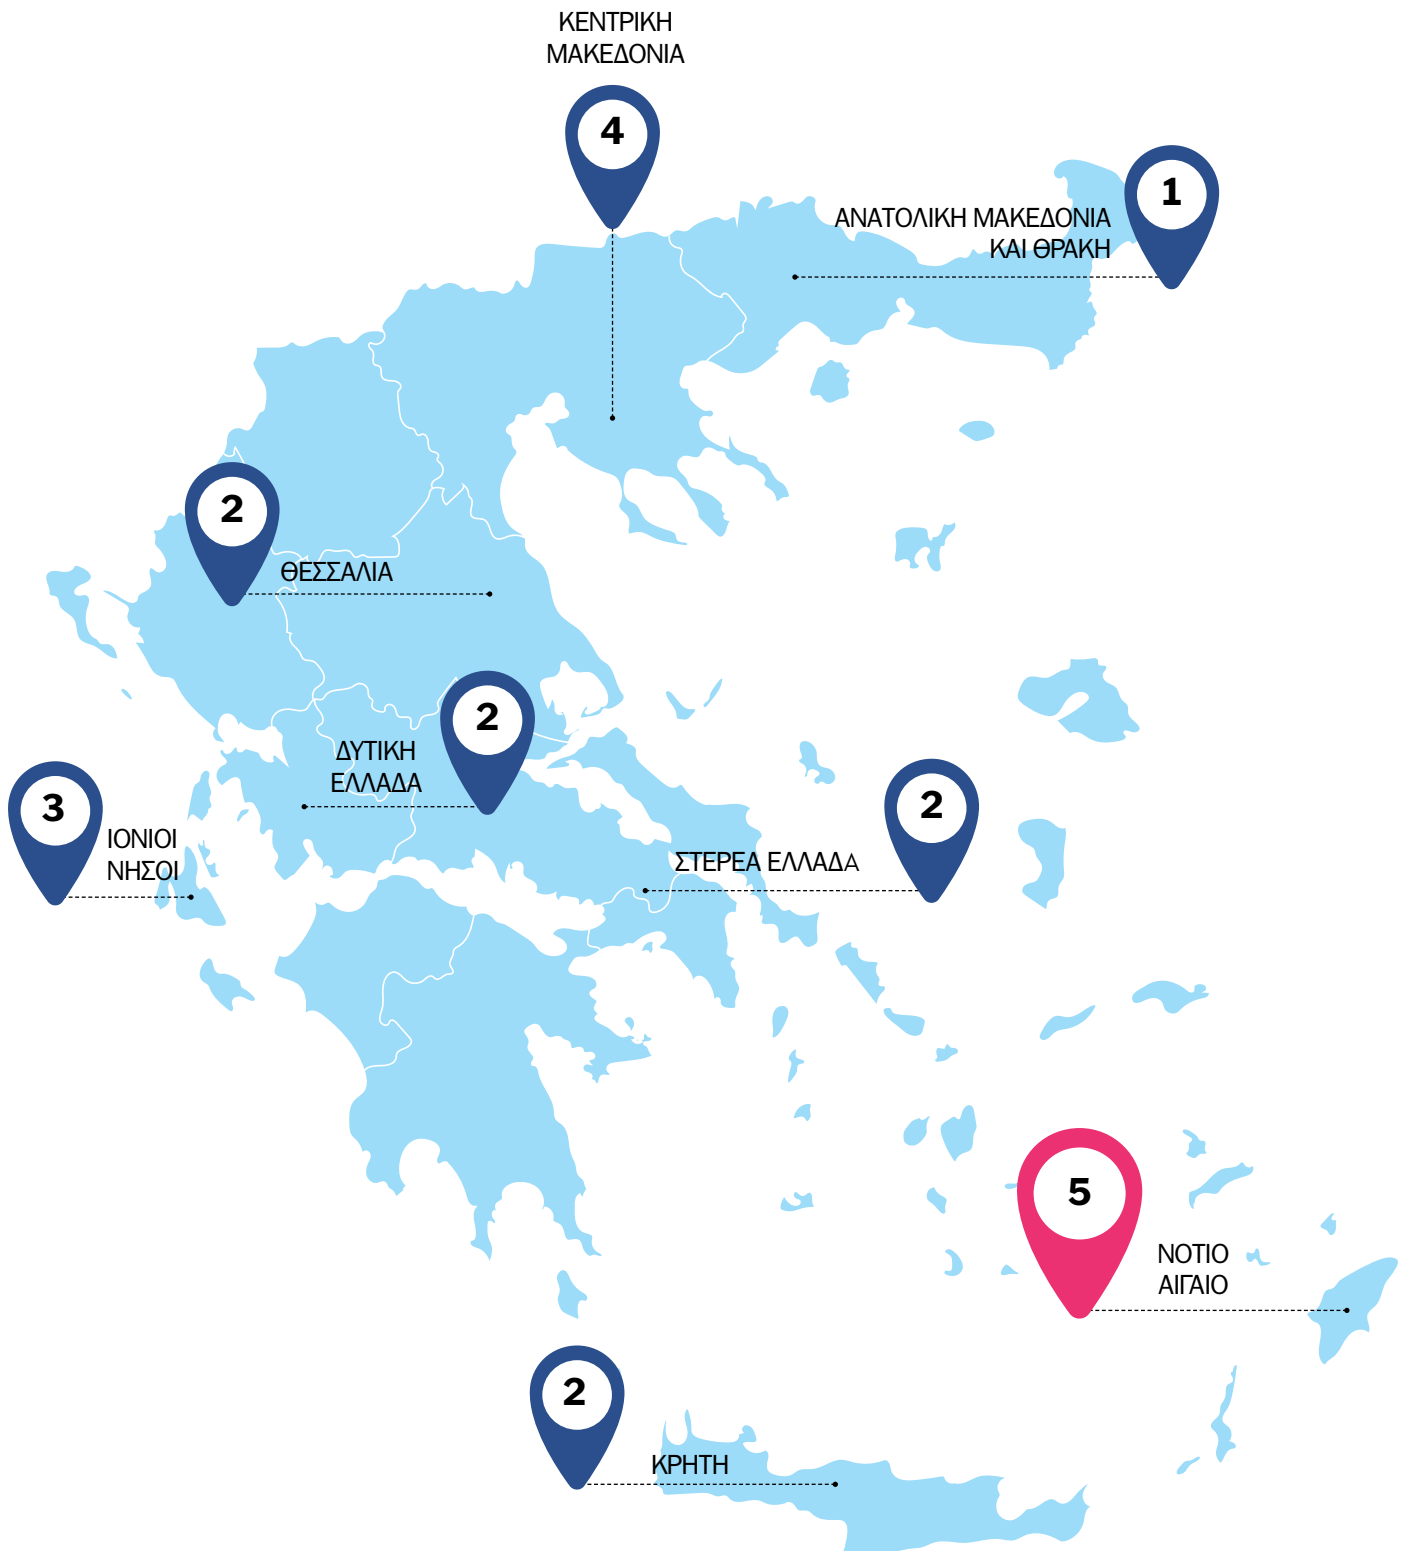 ΚΕΝΤΡΙΚΗ
ΜΑΚΕΔΟΝΙΑ
4
1
ΑΝΑΤΟΛΙΚΗ ΜΑΚΕΔΟΝΙΑ
ΚΑΙ ΘΡΑΚΗ
2
ΘΕΣΣΑΛΙΑ
2
ΔΥΤΙΚΗ
ΕΛΛΑΔΑ
3
ΙΟΝΙΟΙ
ΝΗΣΟΙ
2
ΣΤΕΡΕΑ ΕΛΛΑΔΑ
5
ΝΟΤΙΟ
ΑΙΓΑΙΟ
2
ΚΡΗΤΗ